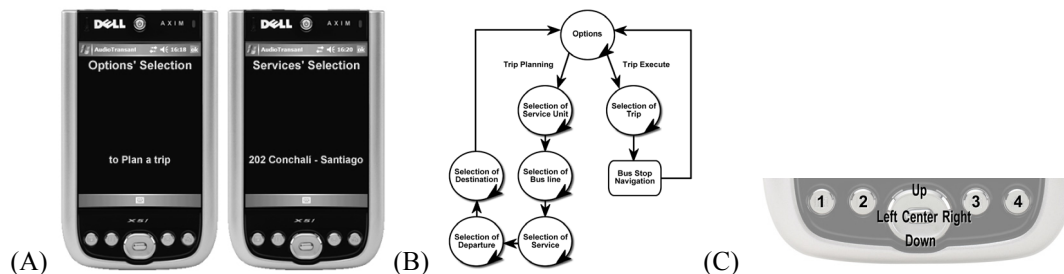 DELL
AXIM
AudioTransant
16:18
ok
Options' Selection
to Plan a trip
X51
DELL
AXIM
AudioTransant
16:20
ok
Services' Selection
202 Conchali - Santiago
X51
(A)
Options
Trip Planning
Trip Execute
Selection of
Service Unit
Selection of
Trip
Selection of
Destination
Selection of
Bus line
Bus Stop
Navigation
Selection of
Departure
Selection of
Service
(B)
1
2
Up
3
4
Left Center Right
Down
(C)